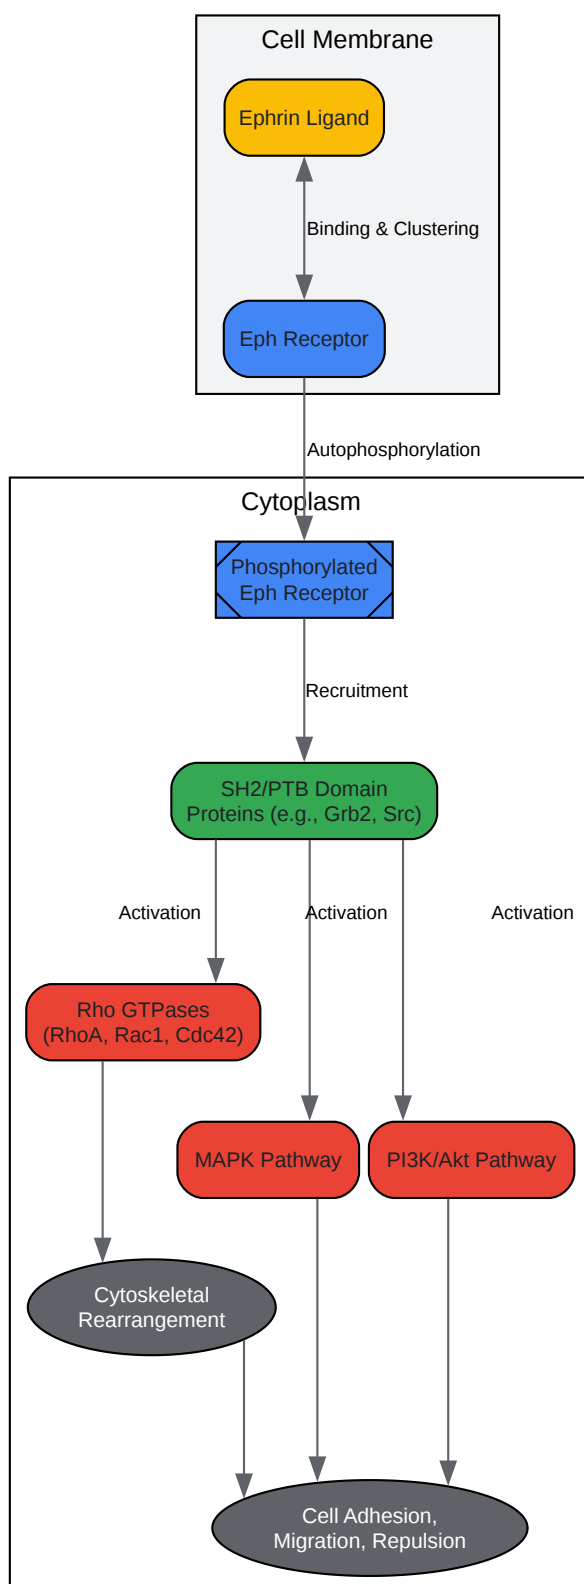 Cell Membrane
Ephrin Ligand
Binding & Clustering
Eph Receptor
Autophosphorylation
Cytoplasm
Phosphorylated
Eph Receptor
Recruitment
SH2/PTB Domain
Proteins (e.g., Grb2, Src)
Activation
Activation
Activation
Rho GTPases
(RhoA, Rac1, Cdc42)
MAPK Pathway
PI3K/Akt Pathway
Cytoskeletal
Rearrangement
Cell Adhesion,
Migration, Repulsion